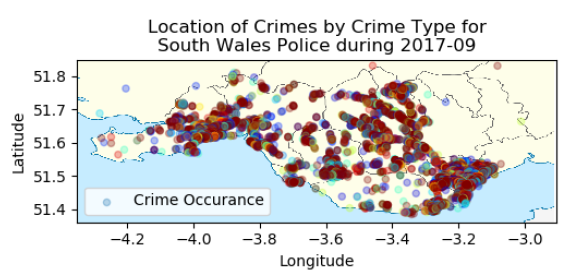 Location of Crimes by Crime Type for
South Wales Police during 2017-09
51.8
51.7
51.6
51.5
51.4
Latitude
Crime Occurance
−4.2 −4.0 −3.8 −3.6 −3.4 −3.2 −3.0
Longitude